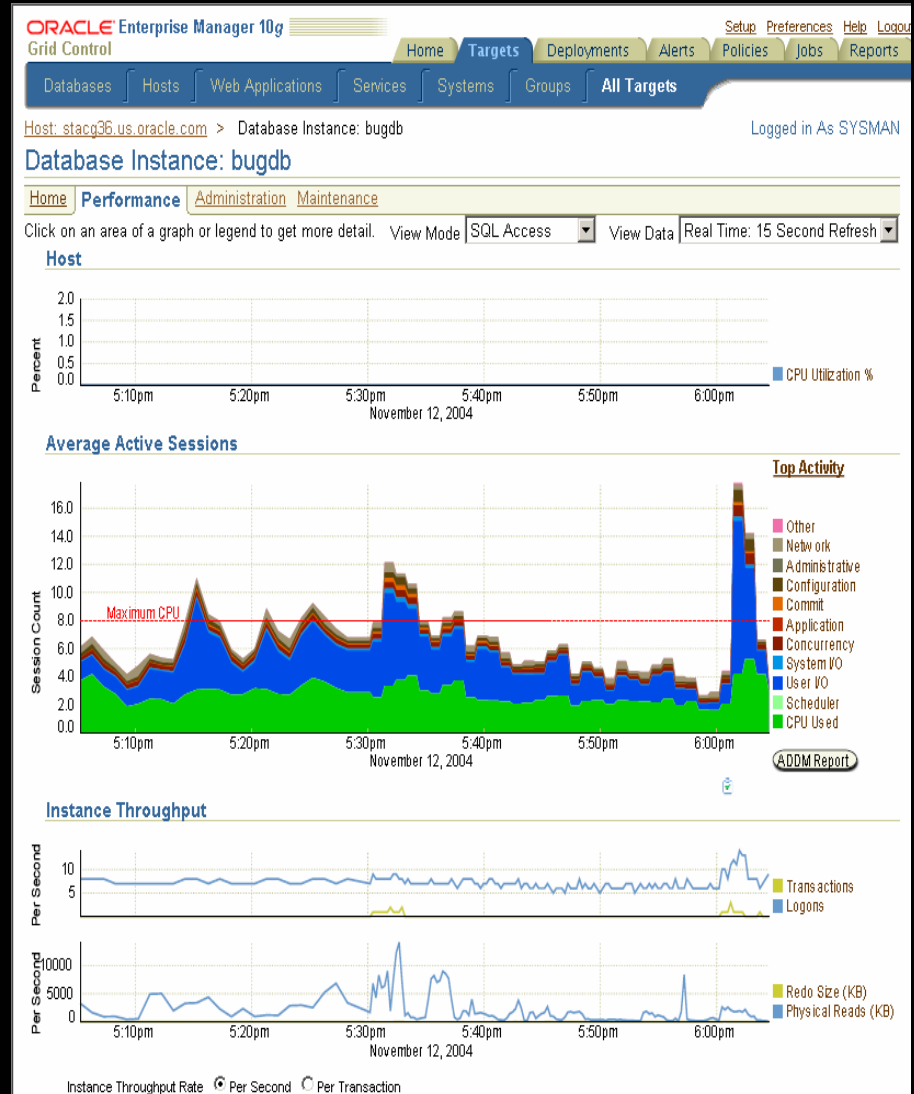 ORACLE Enterprise Manager 10g
Grid Control
Setup Preferences Help Logout
Home Targets Deployments Alerts Policies Jobs Reports
Databases Hosts Web Applications Services Systems Groups All Targets
Host: stacg36.us.oracle.com > Database Instance: bugdb
Logged in As SYSMAN
Database Instance: bugdb
Home Performance Administration Maintenance
Click on an area of a graph or legend to get more detail. View Mode SQL Access View Data Real Time: 15 Second Refresh
Host
Percent
2.0
1.5
1.0
0.5
0.0
5:10pm 5:20pm 5:30pm 5:40pm 5:50pm 6:00pm
November 12, 2004
CPU Utilization %
Average Active Sessions
Session Count
16.0
14.0
12.0
10.0
8.0
6.0
4.0
2.0
0.0
Maximum CPU
5:10pm 5:20pm 5:30pm 5:40pm 5:50pm 6:00pm
November 12, 2004
Top Activity
Other
Network
Administrative
Configuration
Commit
Application
Concurrency
System I/O
User I/O
Scheduler
CPU Used
ADDM Report
Instance Throughput
Per Second
10
5
Transactions
Logons
Per Second
10000
5000
0
Redo Size (KB)
Physical Reads (KB)
5:10pm 5:20pm 5:30pm 5:40pm 5:50pm 6:00pm
November 12, 2004
Instance Throughput Rate Per Second Per Transaction